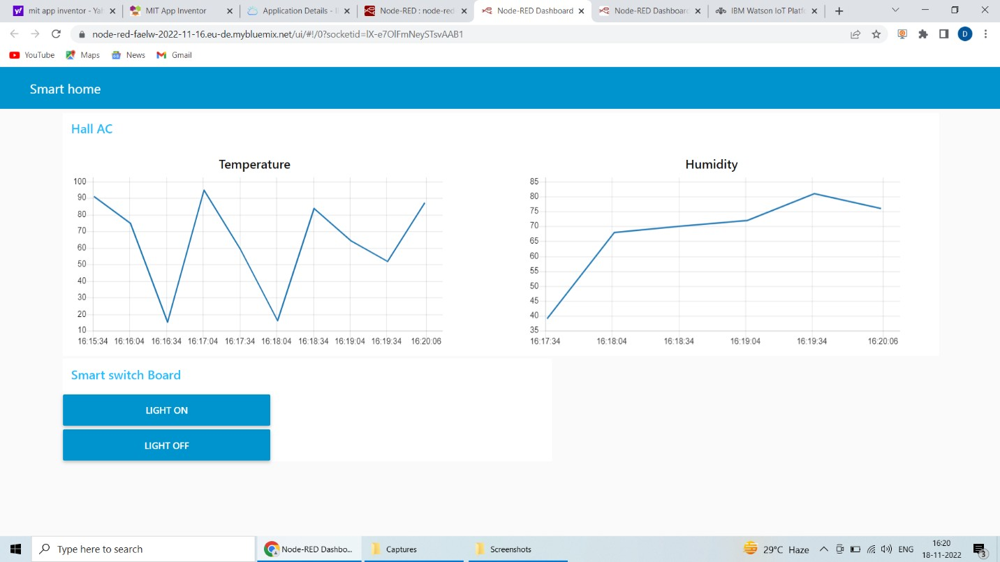 mit app inventor - Yah
MIT App Inventor
Application Details - I
Node-RED : node-red
Node-RED Dashboard
Node-RED Dashboard
IBM Watson IoT Platfo
node-red-faelw-2022-11-16.eu-de.mybluemix.net/ui/#!/0?socketid=lX-e7OlFmNeySTsvAAB1
D
YouTube
Maps
News
Gmail
Smart home
Hall AC
Temperature
100
90
80
70
60
50
40
30
20
10
16:15:34 16:16:04 16:16:34 16:17:04 16:17:34 16:18:04 16:18:34 16:19:04 16:19:34 16:20:06
Humidity
85
80
75
70
65
60
55
50
45
40
35
16:17:34 16:18:04 16:18:34 16:19:04 16:19:34 16:20:06
Smart switch Board
LIGHT ON
LIGHT OFF
Type here to search
Node-RED Dashbo...
Captures
Screenshots
29°C Haze
ENG
16:20
18-11-2022
3